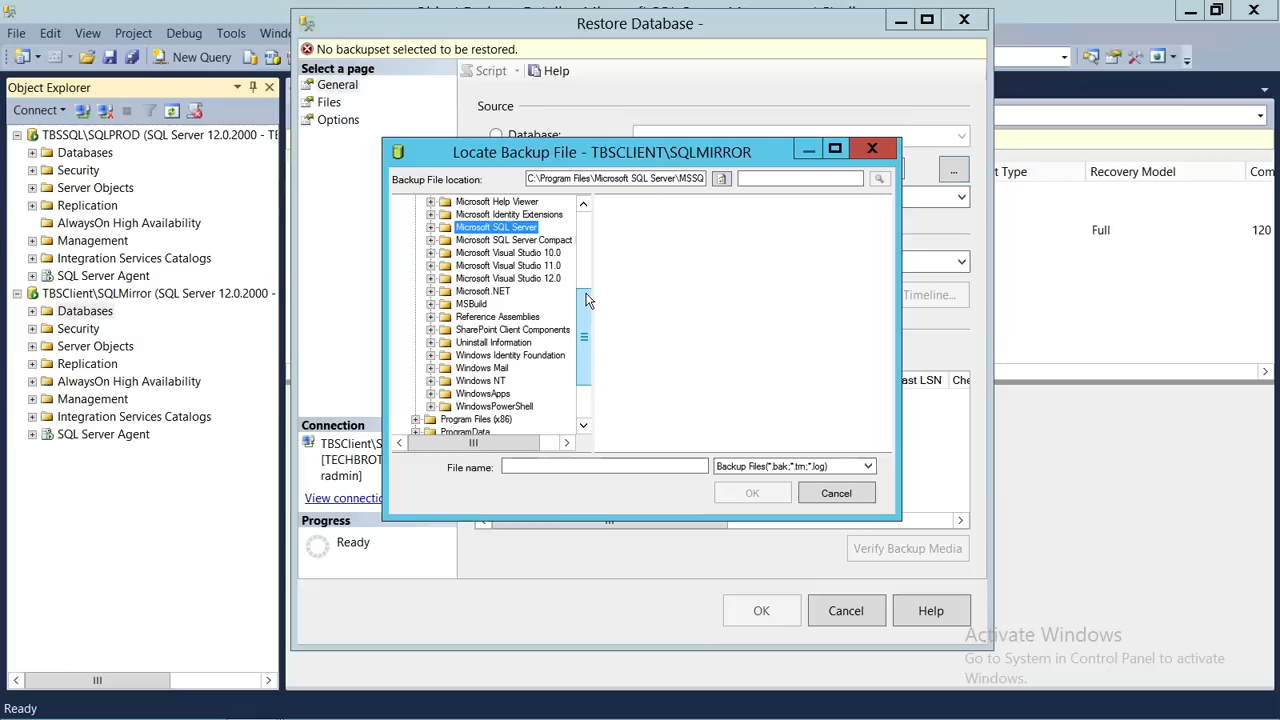 Restore Database -
File Edit View Project Debug Tools
New Query
No backupset selected to be restored.
Object Explorer
Connect
TBSSQL\SQLPROD (SQL Server 12.0.2000 - TE
Databases
Security
Server Objects
Replication
AlwaysOn High Availability
Management
Integration Services Catalogs
SQL Server Agent
TBSClient\SQLMirror (SQL Server 12.0.2000 -
Databases
Security
Server Objects
Replication
AlwaysOn High Availability
Management
Integration Services Catalogs
SQL Server Agent
Select a page
General
Files
Options
Script
Help
Source
Database:
...
Timeline...
Locate Backup File - TBSCLIENT\SQLMIRROR
Backup File location:
C:\Program Files\Microsoft SQL Server\MSSQ
Microsoft Help Viewer
Microsoft Identity Extensions
Microsoft SQL Server
Microsoft SQL Server Compact
Microsoft Visual Studio 10.0
Microsoft Visual Studio 11.0
Microsoft Visual Studio 12.0
Microsoft.NET
MSBuild
Reference Assemblies
SharePoint Client Components
Uninstall Information
Windows Identity Foundation
Windows Mail
Windows NT
WindowsApps
WindowsPowerShell
Program Files (x86)
ProgramData
File name:
Backup Files(*.bak;*.trn;*.log)
OK
Cancel
Connection
TBSClient\S
[TECHBROT
radmin]
View connectic
Progress
Ready
Verify Backup Media
OK
Cancel
Help
Recovery Model
Full
120
Activate Windows
Go to System in Control Panel to activate
Windows.
Ready